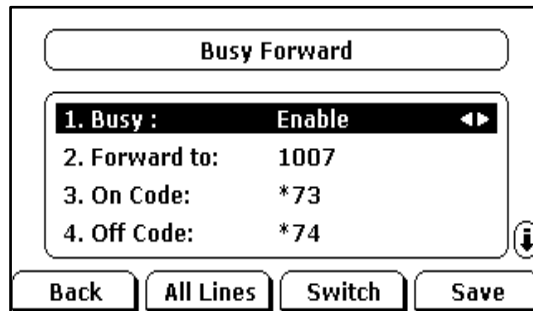 Busy Forward
1. Busy : Enable
2. Forward to: 1007
3. On Code: *73
4. Off Code: *74
Back All Lines Switch Save